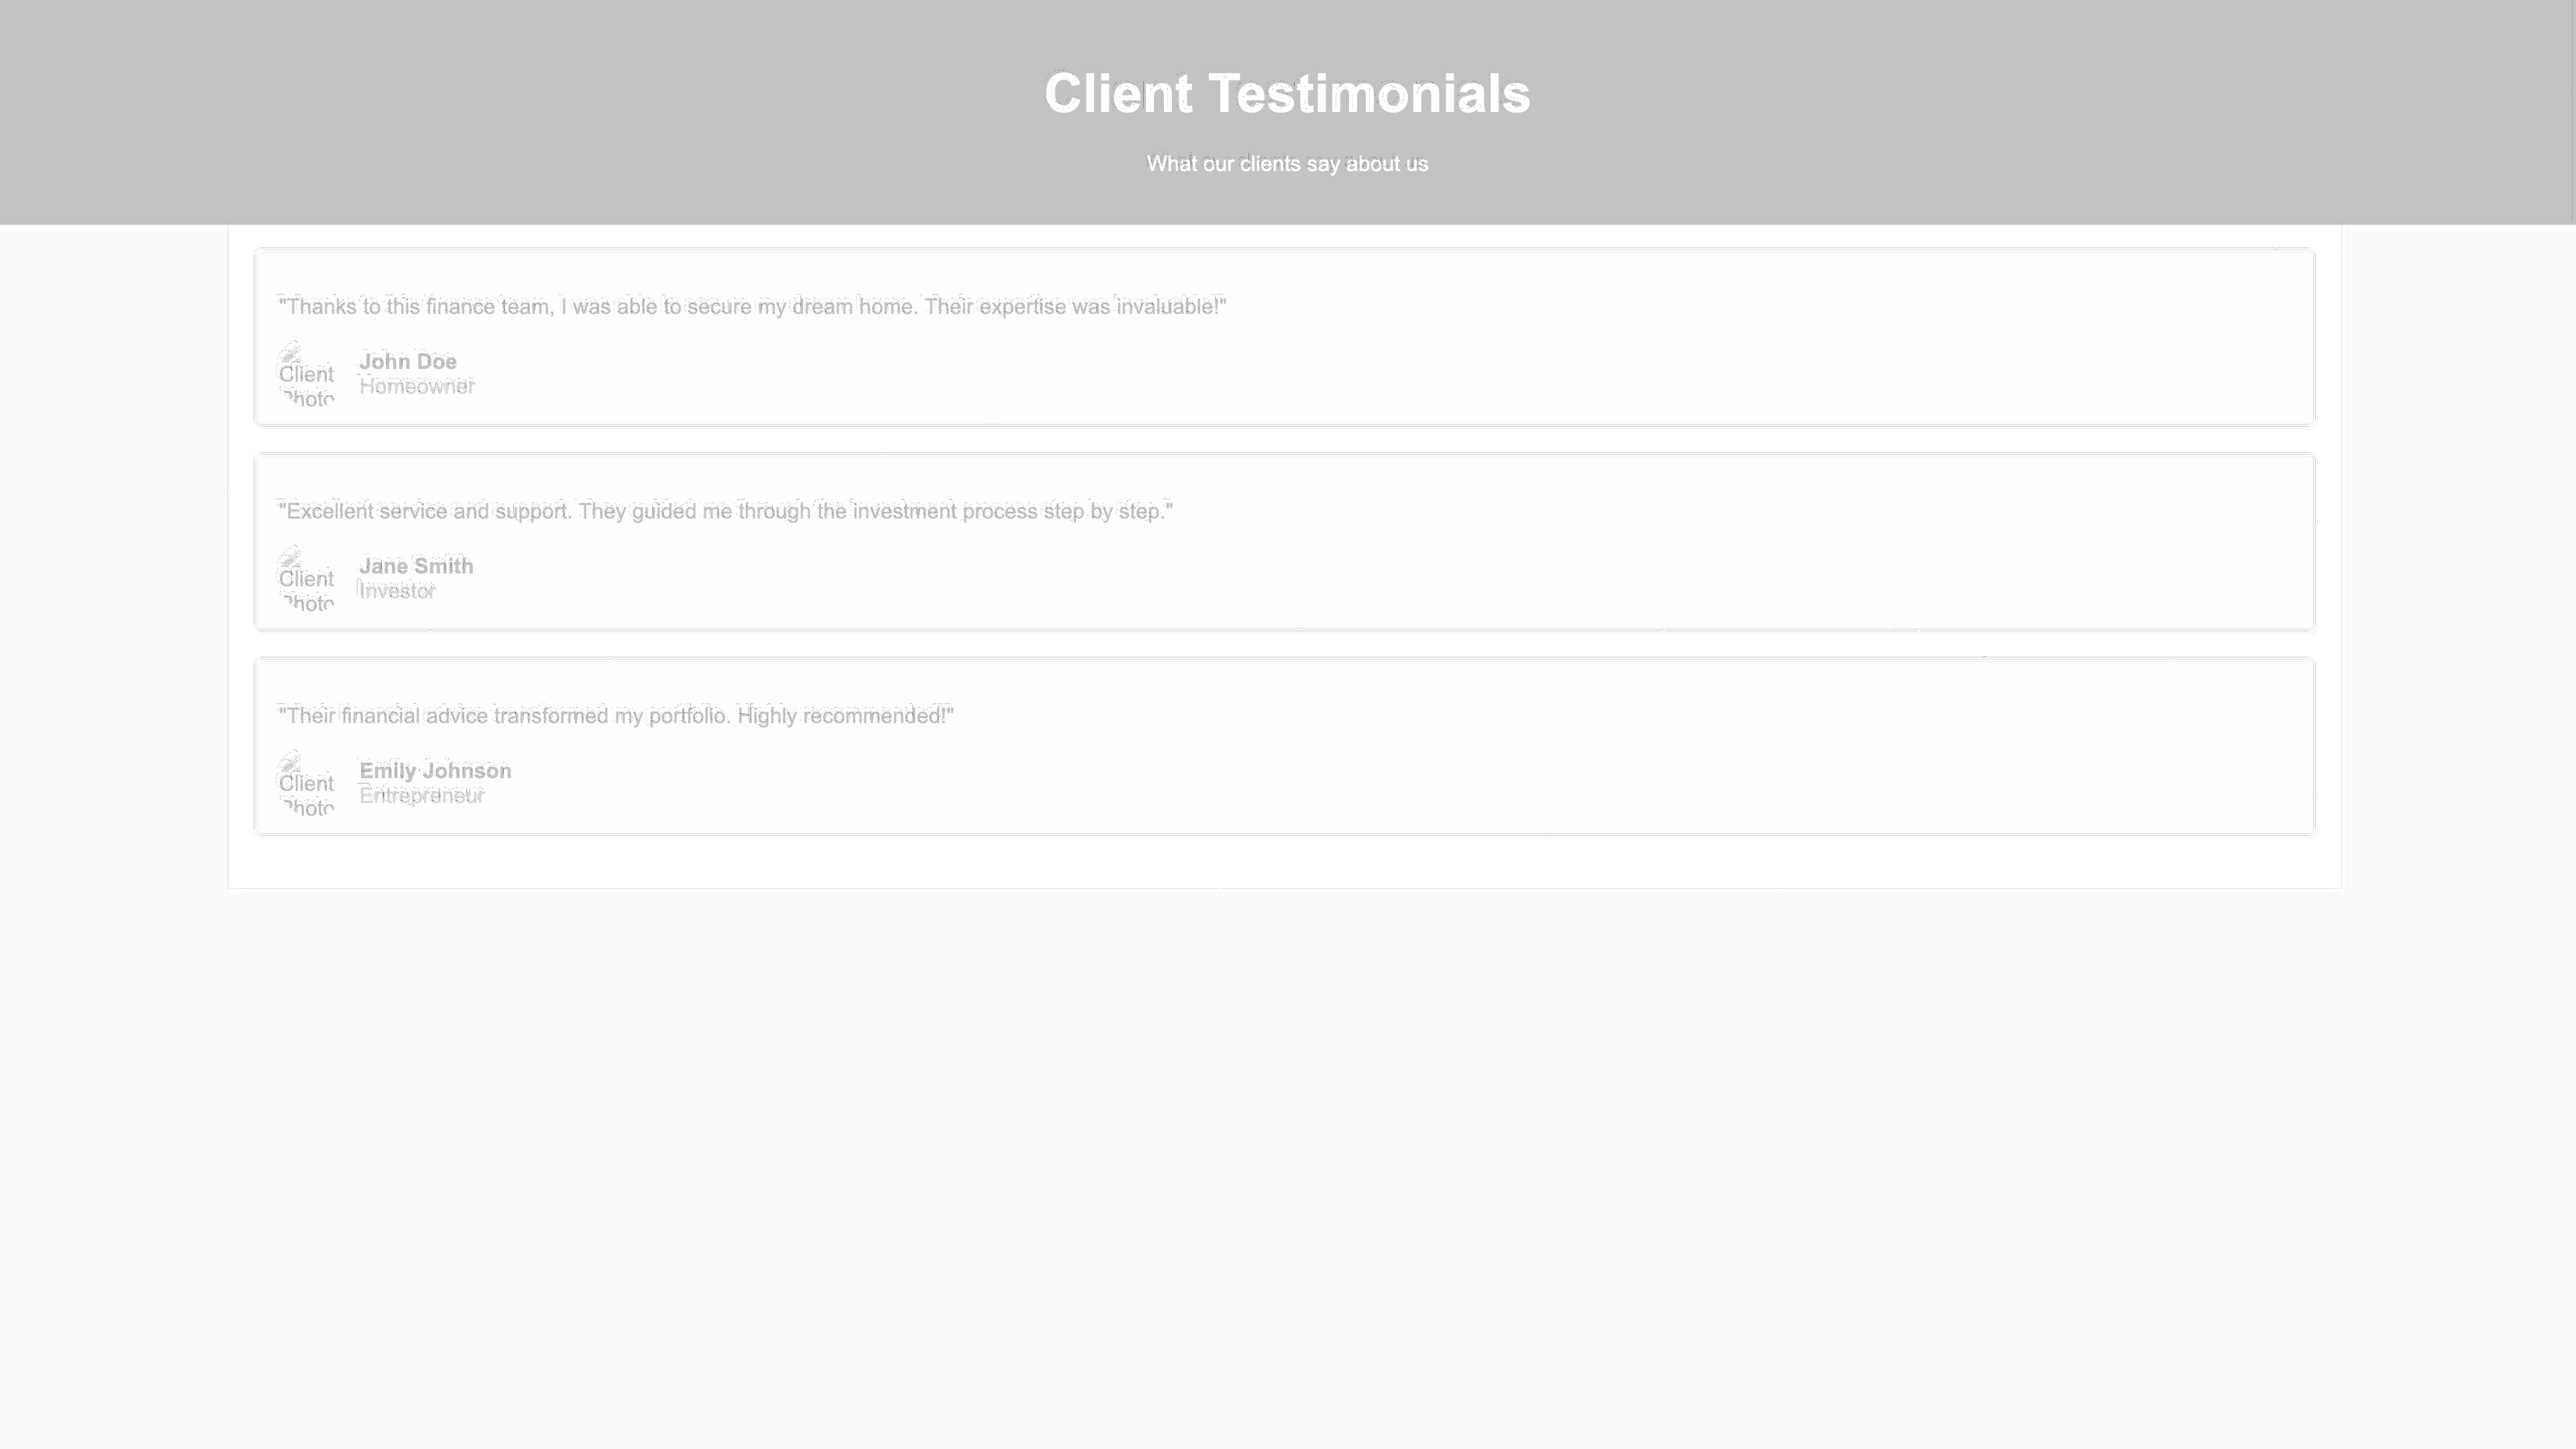 Client Testimonials
What our clients say about us
"Thanks to this finance team, I was able to secure my dream home. Their expertise was invaluable!"
Client
Photo
John Doe
Homeowner
"Excellent service and support. They guided me through the investment process step by step."
Client
Photo
Jane Smith
Investor
"Their financial advice transformed my portfolio. Highly recommended!"
Client
Photo
Emily Johnson
Entrepreneur